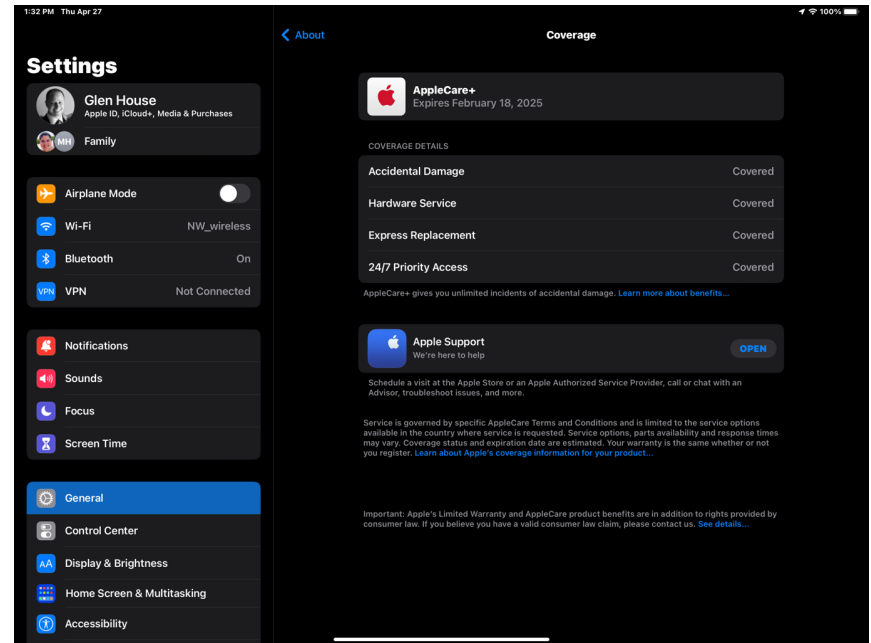 1:32 PM Thu Apr 27
100%
Settings
Glen House
Apple ID, iCloud+, Media & Purchases
MH
Family
Airplane Mode
Wi-Fi NW_wireless
Bluetooth On
VPN VPN Not Connected
Notifications
Sounds
Focus
Screen Time
General
Control Center
AA Display & Brightness
Home Screen & Multitasking
Accessibility
About
Coverage
AppleCare+
Expires February 18, 2025
COVERAGE DETAILS
Accidental Damage Covered
Hardware Service Covered
Express Replacement Covered
24/7 Priority Access Covered
AppleCare+ gives you unlimited incidents of accidental damage. Learn more about benefits...
Apple Support
We're here to help
OPEN
Schedule a visit at the Apple Store or an Apple Authorized Service Provider, call or chat with an
Advisor, troubleshoot issues, and more.
Service is governed by specific AppleCare Terms and Conditions and is limited to the service options
available in the country where service is requested. Service options, parts availability and response times
may vary. Coverage status and expiration date are estimated. Your warranty is the same whether or not
you register. Learn about Apple's coverage information for your product...
Important: Apple's Limited Warranty and AppleCare product benefits are in addition to rights provided by
consumer law. If you believe you have a valid consumer law claim, please contact us. See details...